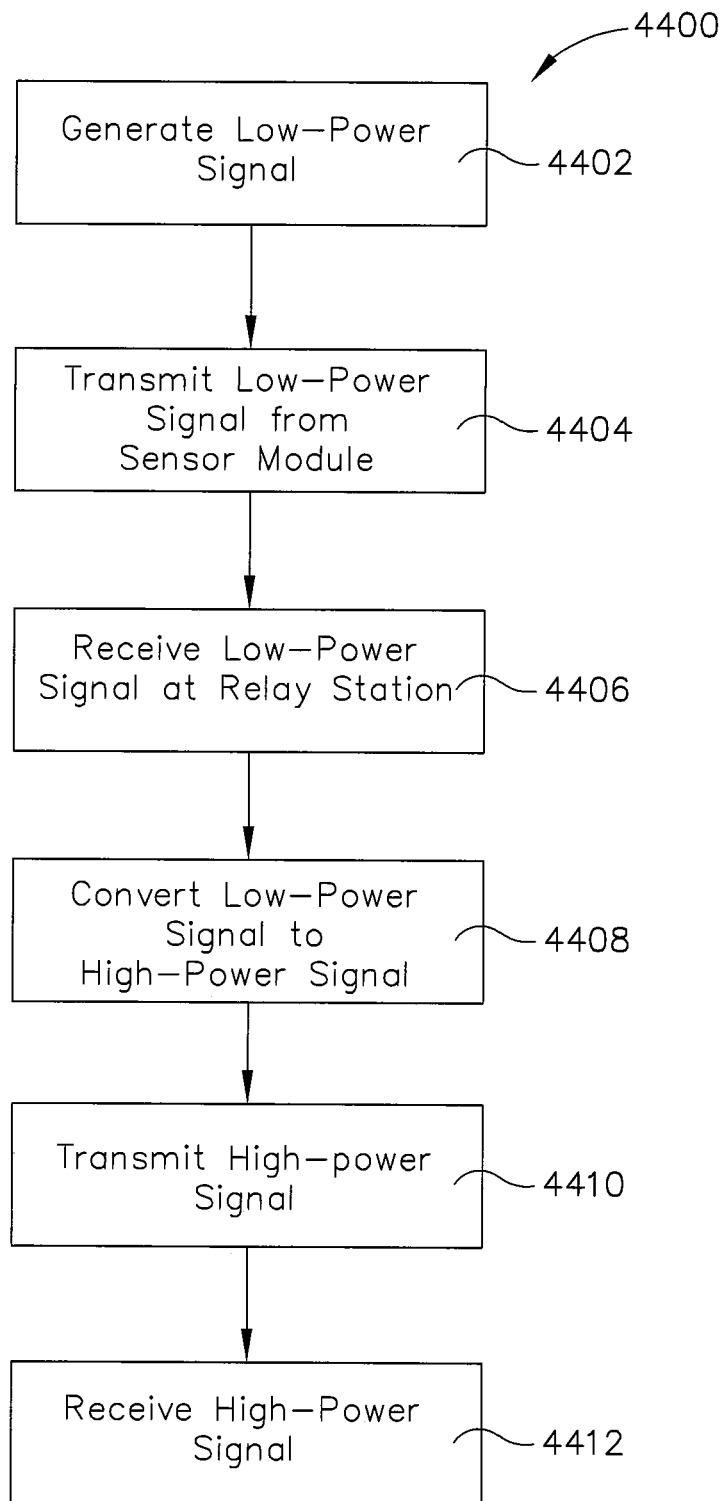 4400
Generate Low-Power
Signal
4402
Transmit Low-Power
Signal from
Sensor Module
4404
Receive Low-Power
Signal at Relay Station
4406
Convert Low-Power
Signal to
High-Power Signal
4408
Transmit High-power
Signal
4410
Receive High-Power
Signal
4412